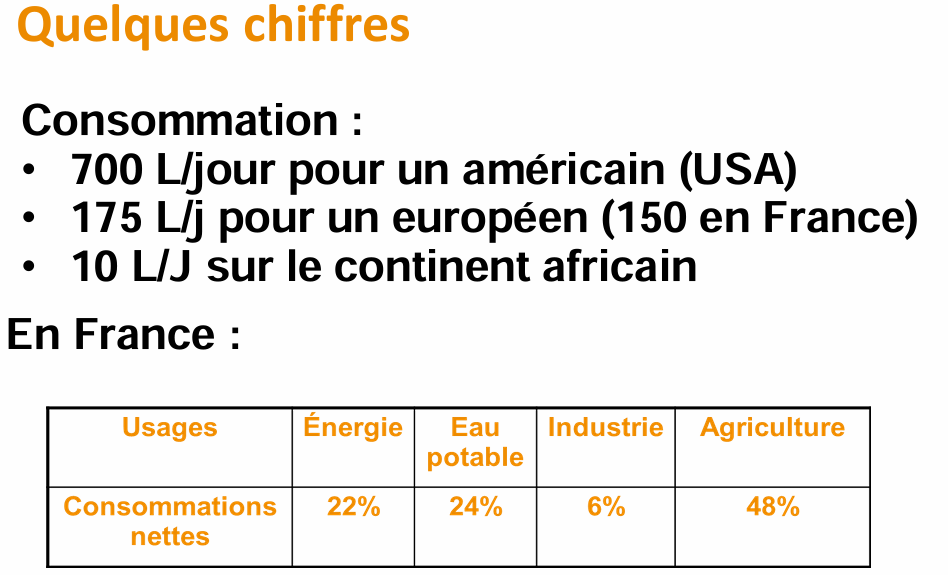 Quelques chiffres
Consommation :
• 700 L/jour pour un américain (USA)
• 175 L/j pour un européen (150 en France)
• 10 L/J sur le continent africain
En France :
Usages Énergie Eau potable Industrie Agriculture
Consommations nettes 22% 24% 6% 48%